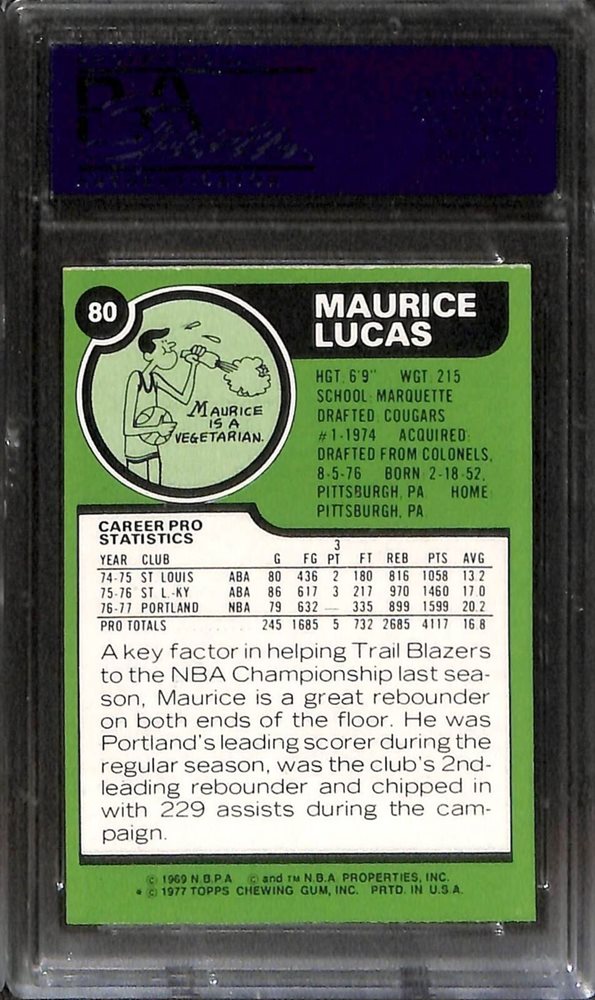 80
MAURICE
LUCAS
MAURICE
IS A
VEGETARIAN.
HGT. 6'9" WGT. 215
SCHOOL: MARQUETTE
DRAFTED: COUGARS
#1-1974 ACQUIRED:
DRAFTED FROM COLONELS,
8-5-76 BORN: 2-18-52,
PITTSBURGH, PA HOME:
PITTSBURGH, PA
CAREER PRO
STATISTICS
YEAR CLUB G FG 3 PT FT REB PTS AVG
74-75 ST LOUIS ABA 80 436 2 180 816 1058 13.2
75-76 ST L.-KY ABA 86 617 3 217 970 1460 17.0
76-77 PORTLAND NBA 79 632 — 335 899 1599 20.2
PRO TOTALS 245 1685 5 732 2685 4117 16.8
A key factor in helping Trail Blazers
to the NBA Championship last sea-
son, Maurice is a great rebounder
on both ends of the floor. He was
Portland's leading scorer during the
regular season, was the club's 2nd-
leading rebounder and chipped in
with 229 assists during the cam-
paign.
© 1969 N.B.P.A © and TM N.B.A. PROPERTIES, INC.
* © 1977 TOPPS CHEWING GUM, INC. PRTD. IN U.S.A.